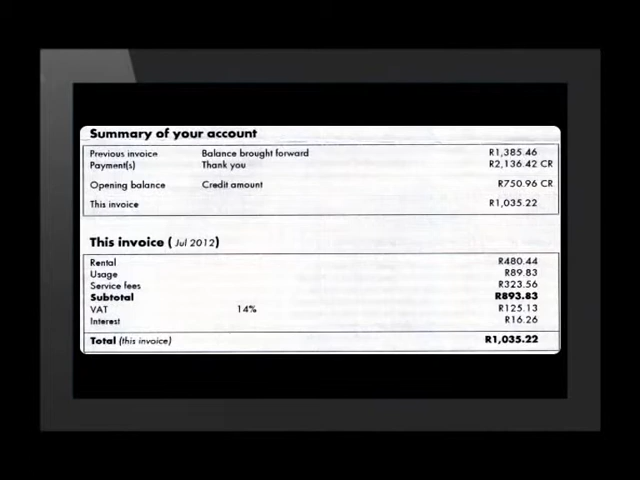 Summary of your account
Previous invoice Balance brought forward R1,385.46
Payment(s) Thank you R2,136.42 CR
Opening balance Credit amount R750.96 CR
This invoice R1,035.22
This invoice ( Jul 2012)
Rental R480.44
Usage R89.83
Service fees R323.56
Subtotal R893.83
VAT 14% R125.13
Interest R16.26
Total (this invoice) R1,035.22